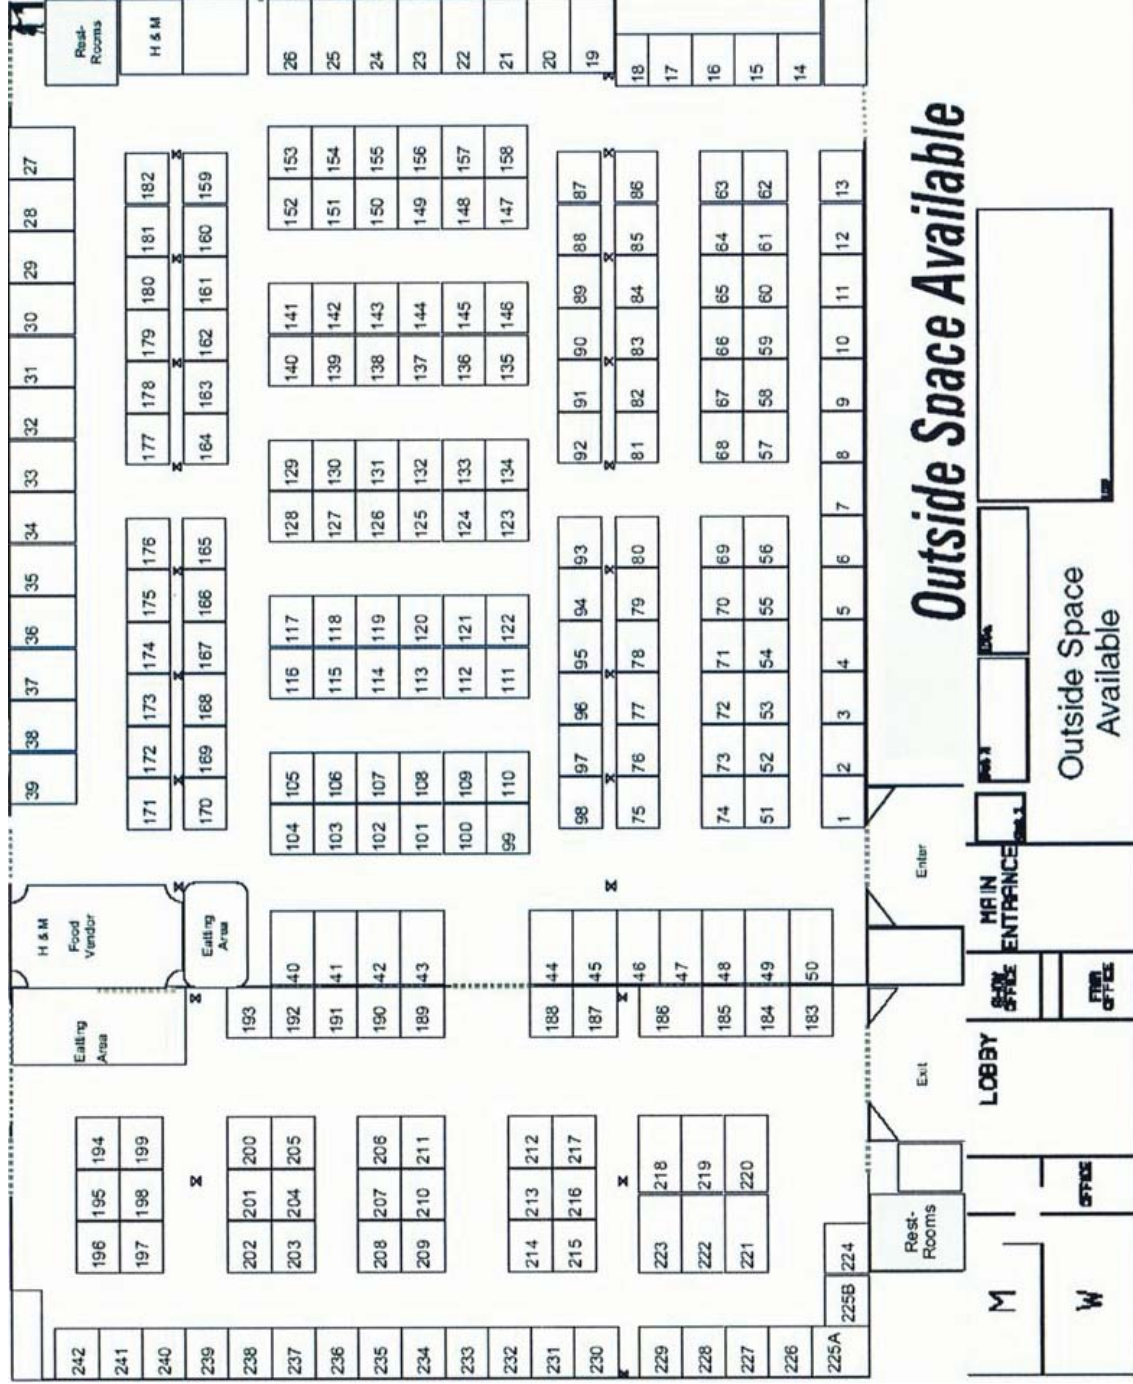 39 38 37 36 35 34 33 32 31 30 29 28 27
Rest-
Rooms
H & M
H & M
Food
Vendor
Eating
Area
Eating
Area
242
241
240
239
238
237
236
235
234
233
232
231
230
229
228
227
226
225A
225B 224
196 195 194
197 198 199
202 201 200
203 204 205
208 207 206
209 210 211
214 213 212
215 216 217
223 218
222 219
221 220
193
192 40
191 41
190 42
189 43
188 44
187 45
186 46
47
185 48
184 49
183 50
171 172 173 174 175 176 177 178 179 180 181 182
170 169 168 167 166 165 164 163 162 161 160 159
104 105 116 117 128 129 140 141 152 153 26
103 106 115 118 127 130 139 142 151 154 25
102 107 114 119 126 131 138 143 150 155 24
101 108 113 120 125 132 137 144 149 156 23
100 109 112 121 124 133 136 145 148 157 22
99 110 111 122 123 134 135 146 147 158 21
20
98 97 96 95 94 93 92 91 90 89 88 87 19
75 76 77 78 79 80 81 82 83 84 85 86 18
17
74 73 72 71 70 69 68 67 66 65 64 63 16
51 52 53 54 55 56 57 58 59 60 61 62 15
14
1 2 3 4 5 6 7 8 9 10 11 12 13
Rest-
Rooms
Exit
Enter
Outside Space Available
M
W
OFFICE
LOBBY
SHOW
OFFICE
FAIR
OFFICE
MAIN
ENTRANCE
Outside Space
Available